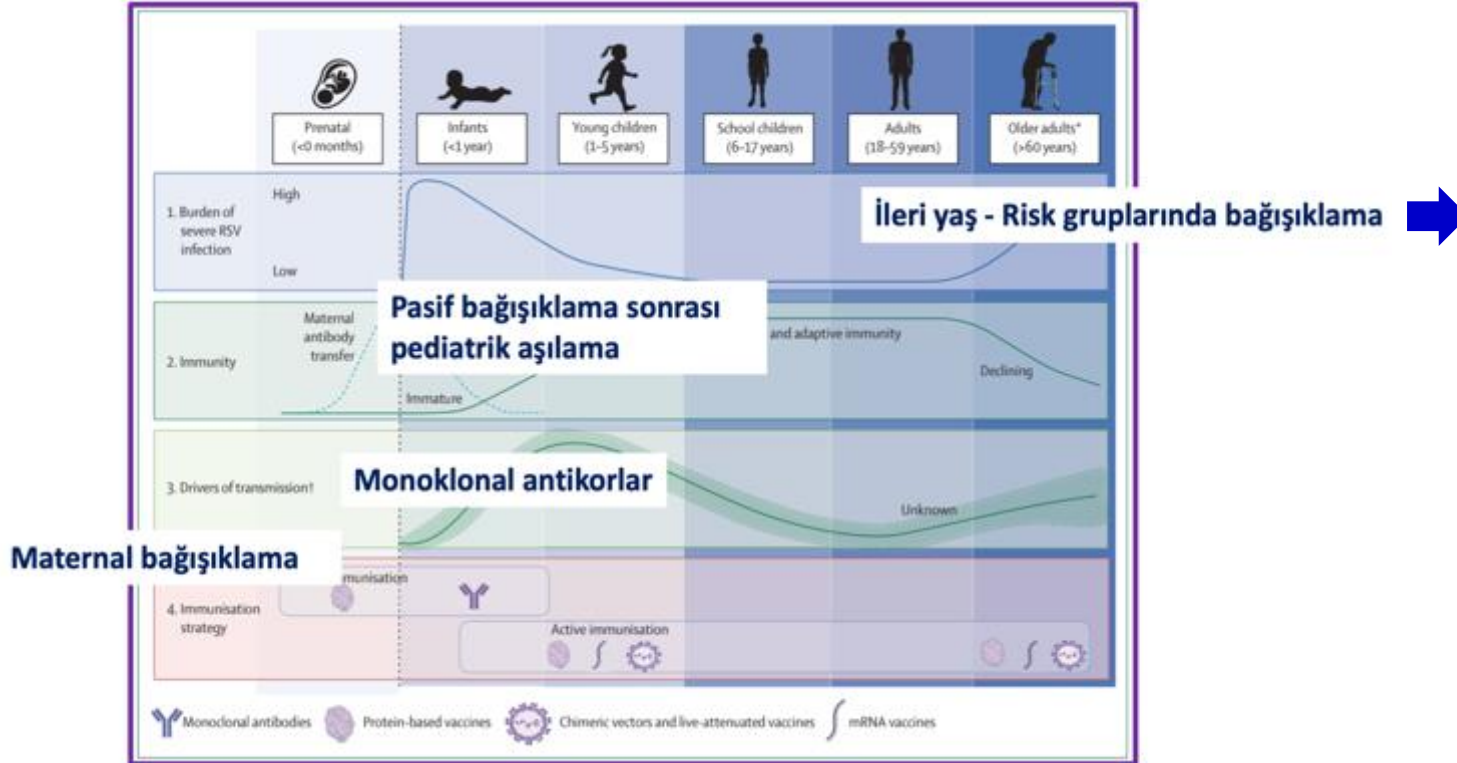 Prenatal
(<0 months)
Infants
(<1 year)
Young children
(1–5 years)
School children
(6–17 years)
Adults
(18–59 years)
Older adults*
(>60 years)
1. Burden of
severe RSV
infection
High
Low
İleri yaş - Risk gruplarında bağışıklama
2. Immunity
Maternal
antibody
transfer
Pasif bağışıklama sonrası
pediatrik aşılama
Immature
and adaptive immunity
Declining
3. Drivers of transmission†
Monoklonal antikorlar
Unknown
Maternal bağışıklama
4. Immunisation
strategy
Active immunisation
Monoclonal antibodies
Protein-based vaccines
Chimeric vectors and live-attenuated vaccines
mRNA vaccines